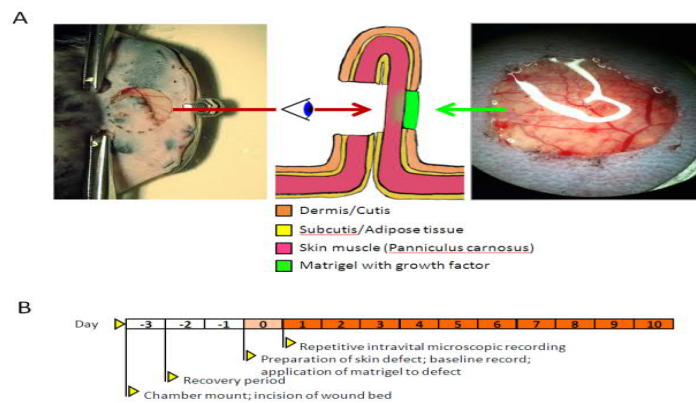 A
Dermis/Cutis
Subcutis/Adipose tissue
Skin muscle (Panniculus carnosus)
Matrigel with growth factor
B
Day -3 -2 -1 0 1 2 3 4 5 6 7 8 9 10
Repetitive intravital microscopic recording
Preparation of skin defect; baseline record;
application of matrigel to defect
Recovery period
Chamber mount; incision of wound bed